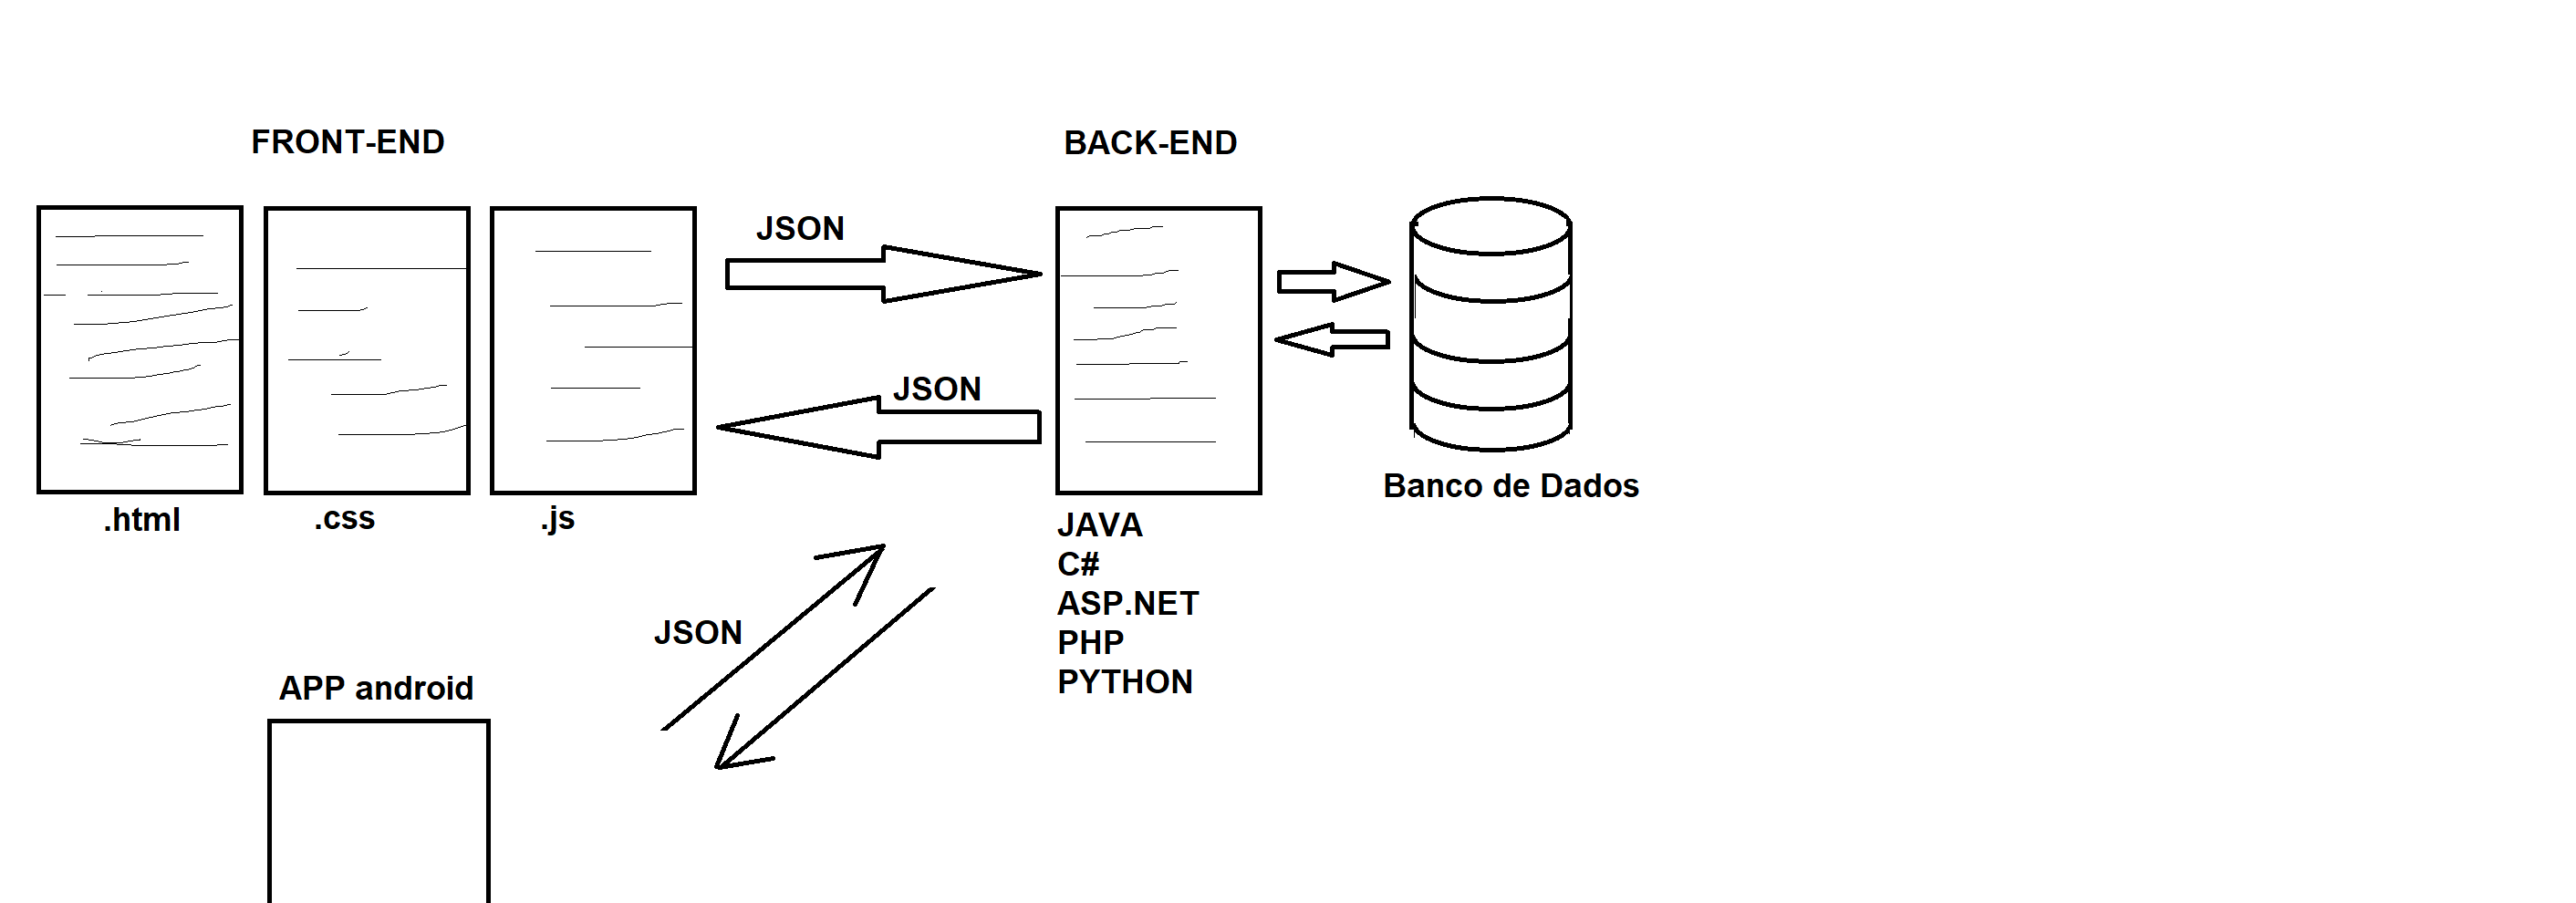 FRONT-END
BACK-END
JSON
JSON
.html
.css
.js
Banco de Dados
JAVA
C#
ASP.NET
PHP
PYTHON
JSON
APP android